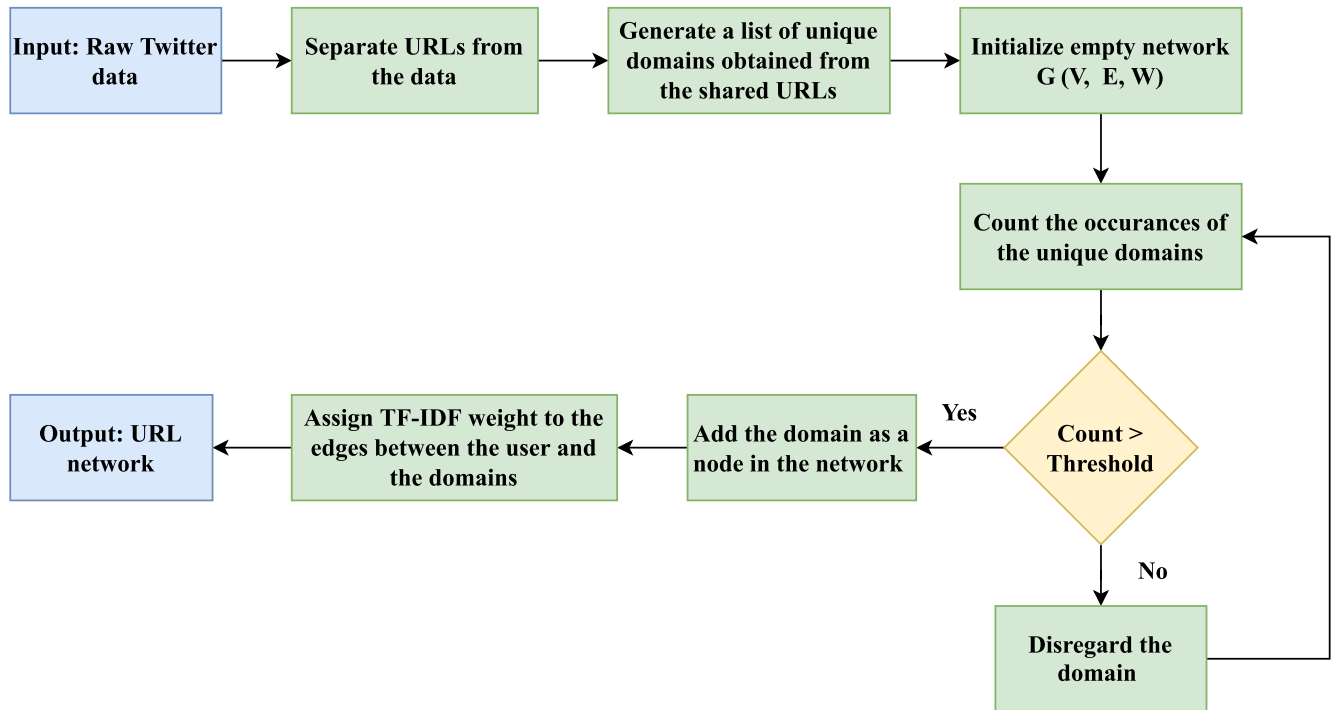 Input: Raw Twitter
data
Separate URLs from
the data
Generate a list of unique
domains obtained from
the shared URLs
Initialize empty network
G (V, E, W)
Count the occurances of
the unique domains
Count >
Threshold
Yes
Add the domain as a
node in the network
Assign TF-IDF weight to the
edges between the user and
the domains
Output: URL
network
No
Disregard the
domain